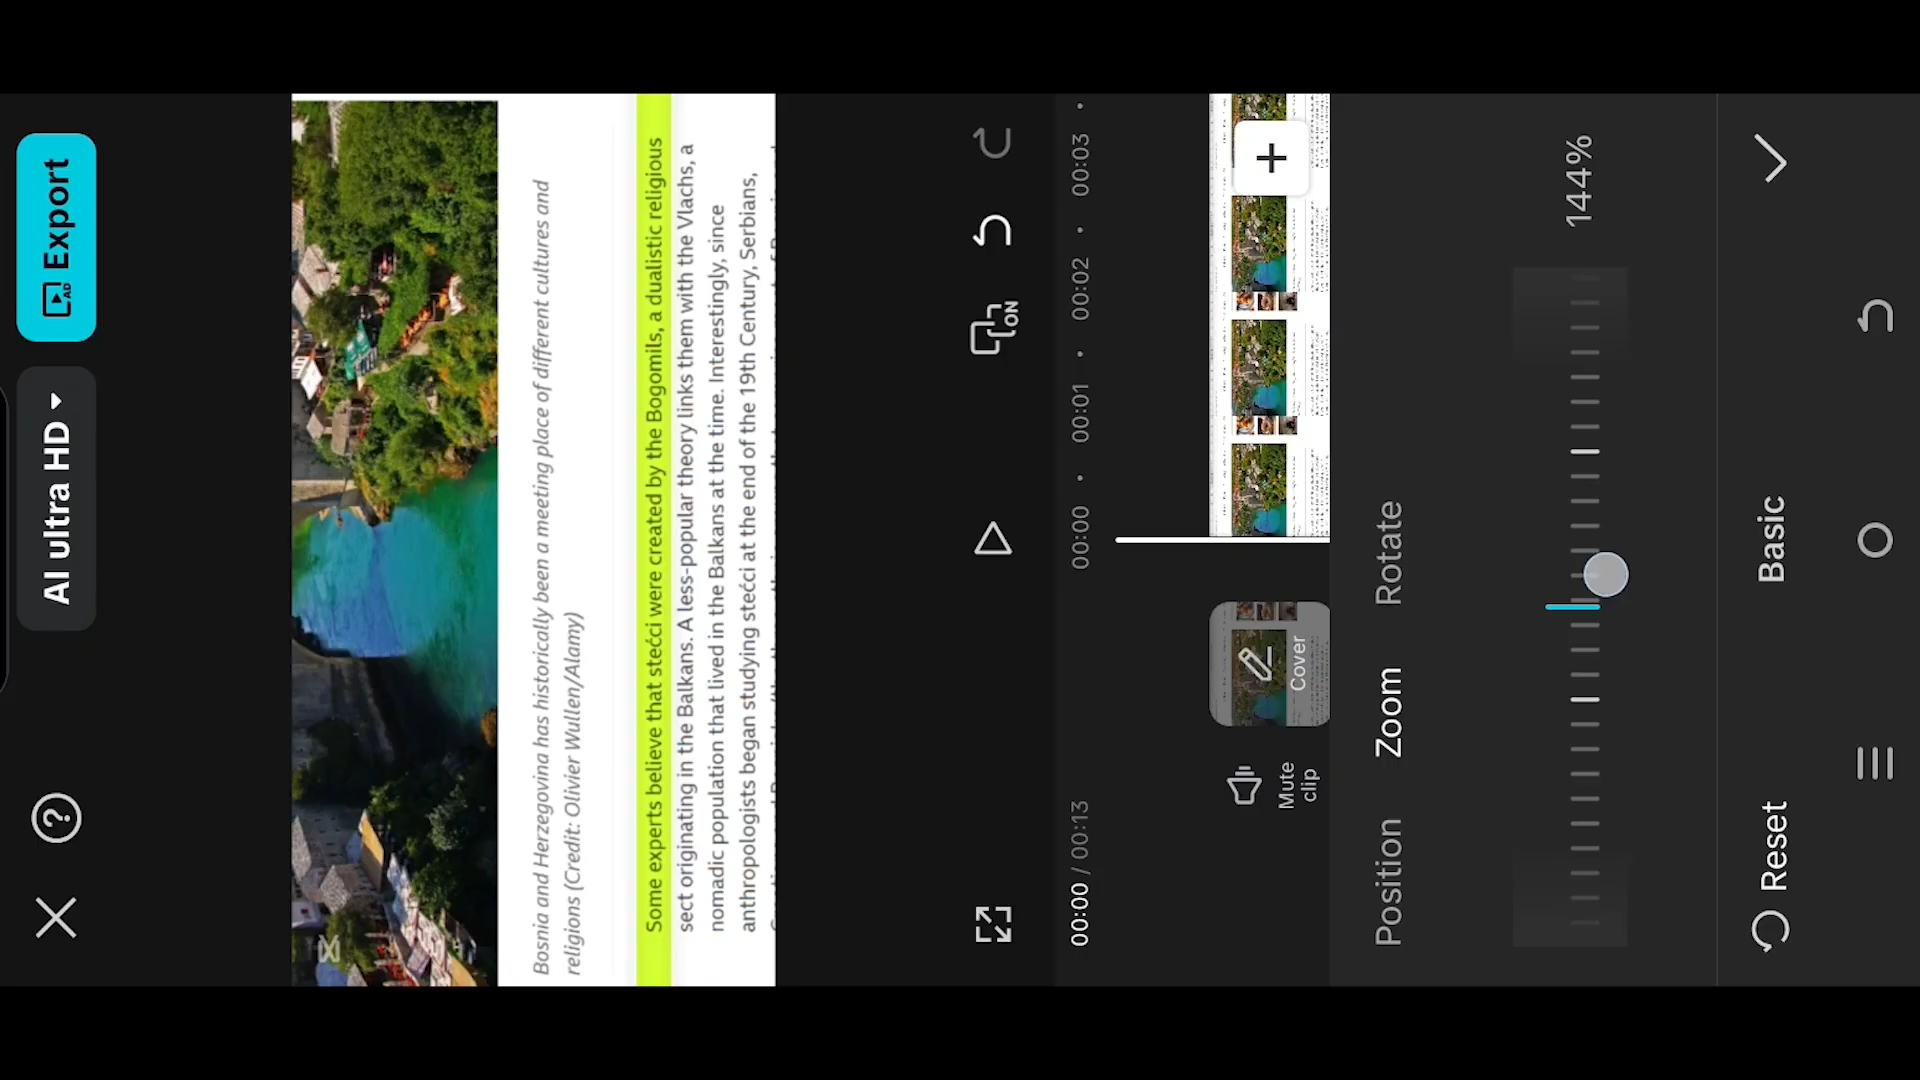 ? AI ultra HD Export
Bosnia and Herzegovina has historically been a meeting place of different cultures and
religions (Credit: Olivier Wullen/Alamy)
Some experts believe that stećci were created by the Bogomils, a dualistic religious
sect originating in the Balkans. A less-popular theory links them with the Vlachs, a
nomadic population that lived in the Balkans at the time. Interestingly, since
anthropologists began studying stećci at the end of the 19th Century, Serbians,
ON
00:00 / 00:13 00:00 00:01 00:02 00:03
Mute
clip
Cover
Position Zoom Rotate
144%
Reset Basic